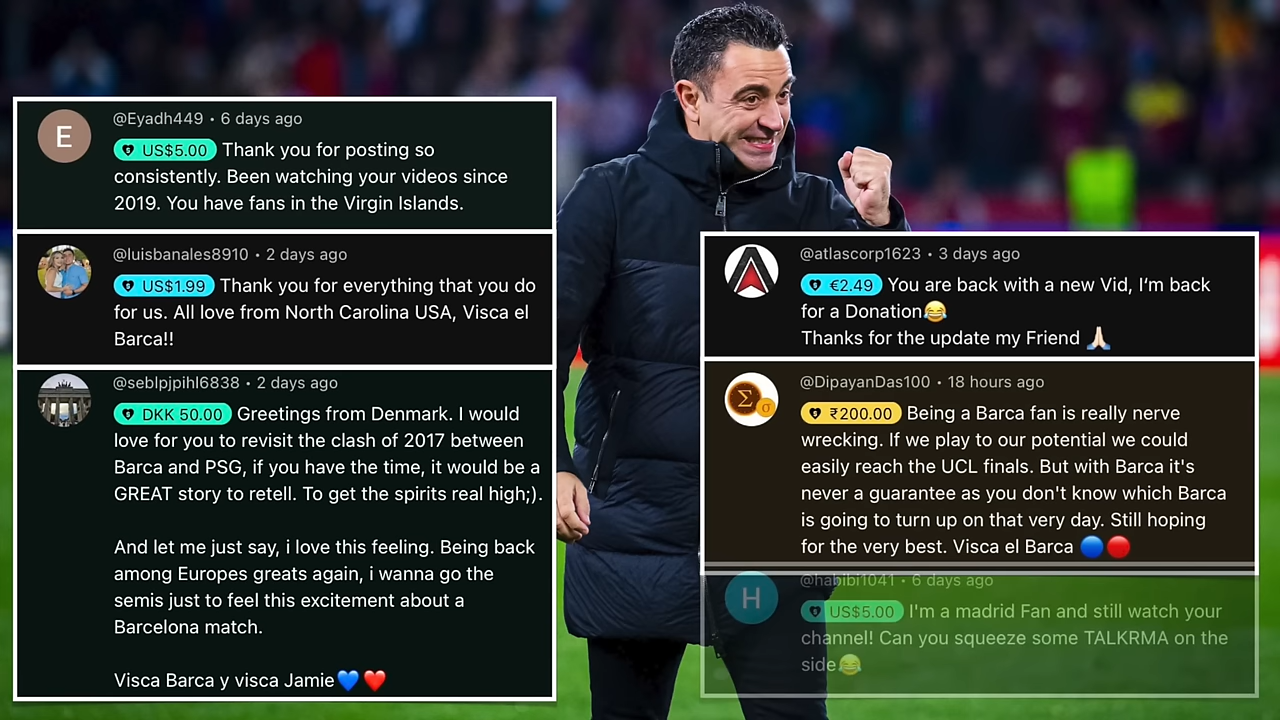 E
@Eyadh449 • 6 days ago
US$5.00 Thank you for posting so
consistently. Been watching your videos since
2019. You have fans in the Virgin Islands.
@luisbanales8910 • 2 days ago
US$1.99 Thank you for everything that you do
for us. All love from North Carolina USA, Visca el
Barca!!
@seblpjpihl6838 • 2 days ago
DKK 50.00 Greetings from Denmark. I would
love for you to revisit the clash of 2017 between
Barca and PSG, if you have the time, it would be a
GREAT story to retell. To get the spirits real high;).
And let me just say, i love this feeling. Being back
among Europes greats again, i wanna go the
semis just to feel this excitement about a
Barcelona match.
Visca Barca y visca Jamie💙❤️
@atlascorp1623 • 3 days ago
€2.49 You are back with a new Vid, I'm back
for a Donation😂
Thanks for the update my Friend 🙏🏻
Σ σ
@DipayanDas100 • 18 hours ago
₹200.00 Being a Barca fan is really nerve
wrecking. If we play to our potential we could
easily reach the UCL finals. But with Barca it's
never a guarantee as you don't know which Barca
is going to turn up on that very day. Still hoping
for the very best. Visca el Barca 🔵🔴
H
@habibi1041 • 6 days ago
US$5.00 I'm a madrid Fan and still watch your
channel! Can you squeeze some TALKRMA on the
side😂